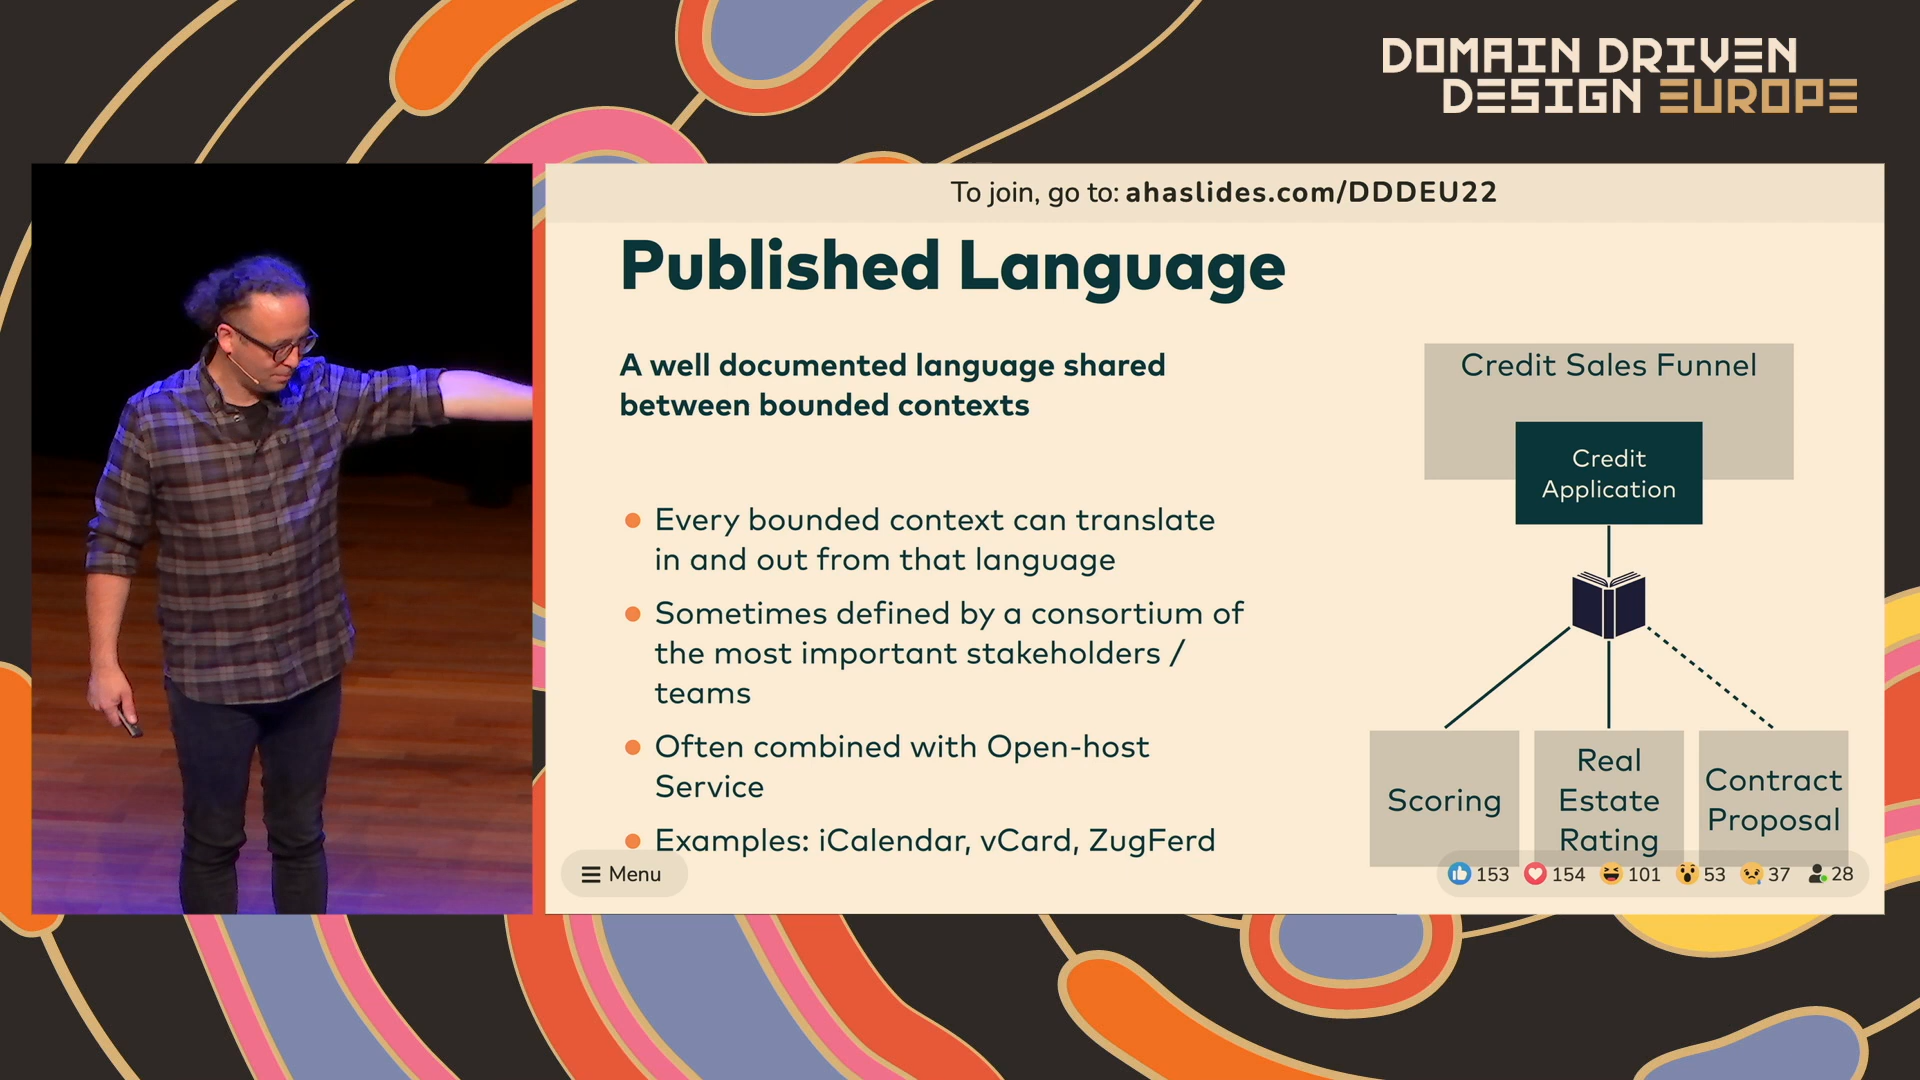 DOMAIN DRIVEN
DESIGN EUROPE
To join, go to: ahaslides.com/DDDEU22
Published Language
A well documented language shared
between bounded contexts
Every bounded context can translate
in and out from that language
Sometimes defined by a consortium of
the most important stakeholders /
teams
Often combined with Open-host
Service
Examples: iCalendar, vCard, ZugFerd
Credit Sales Funnel
Credit
Application
Scoring
Real
Estate
Rating
Contract
Proposal
Menu
153 154 101 53 37 28